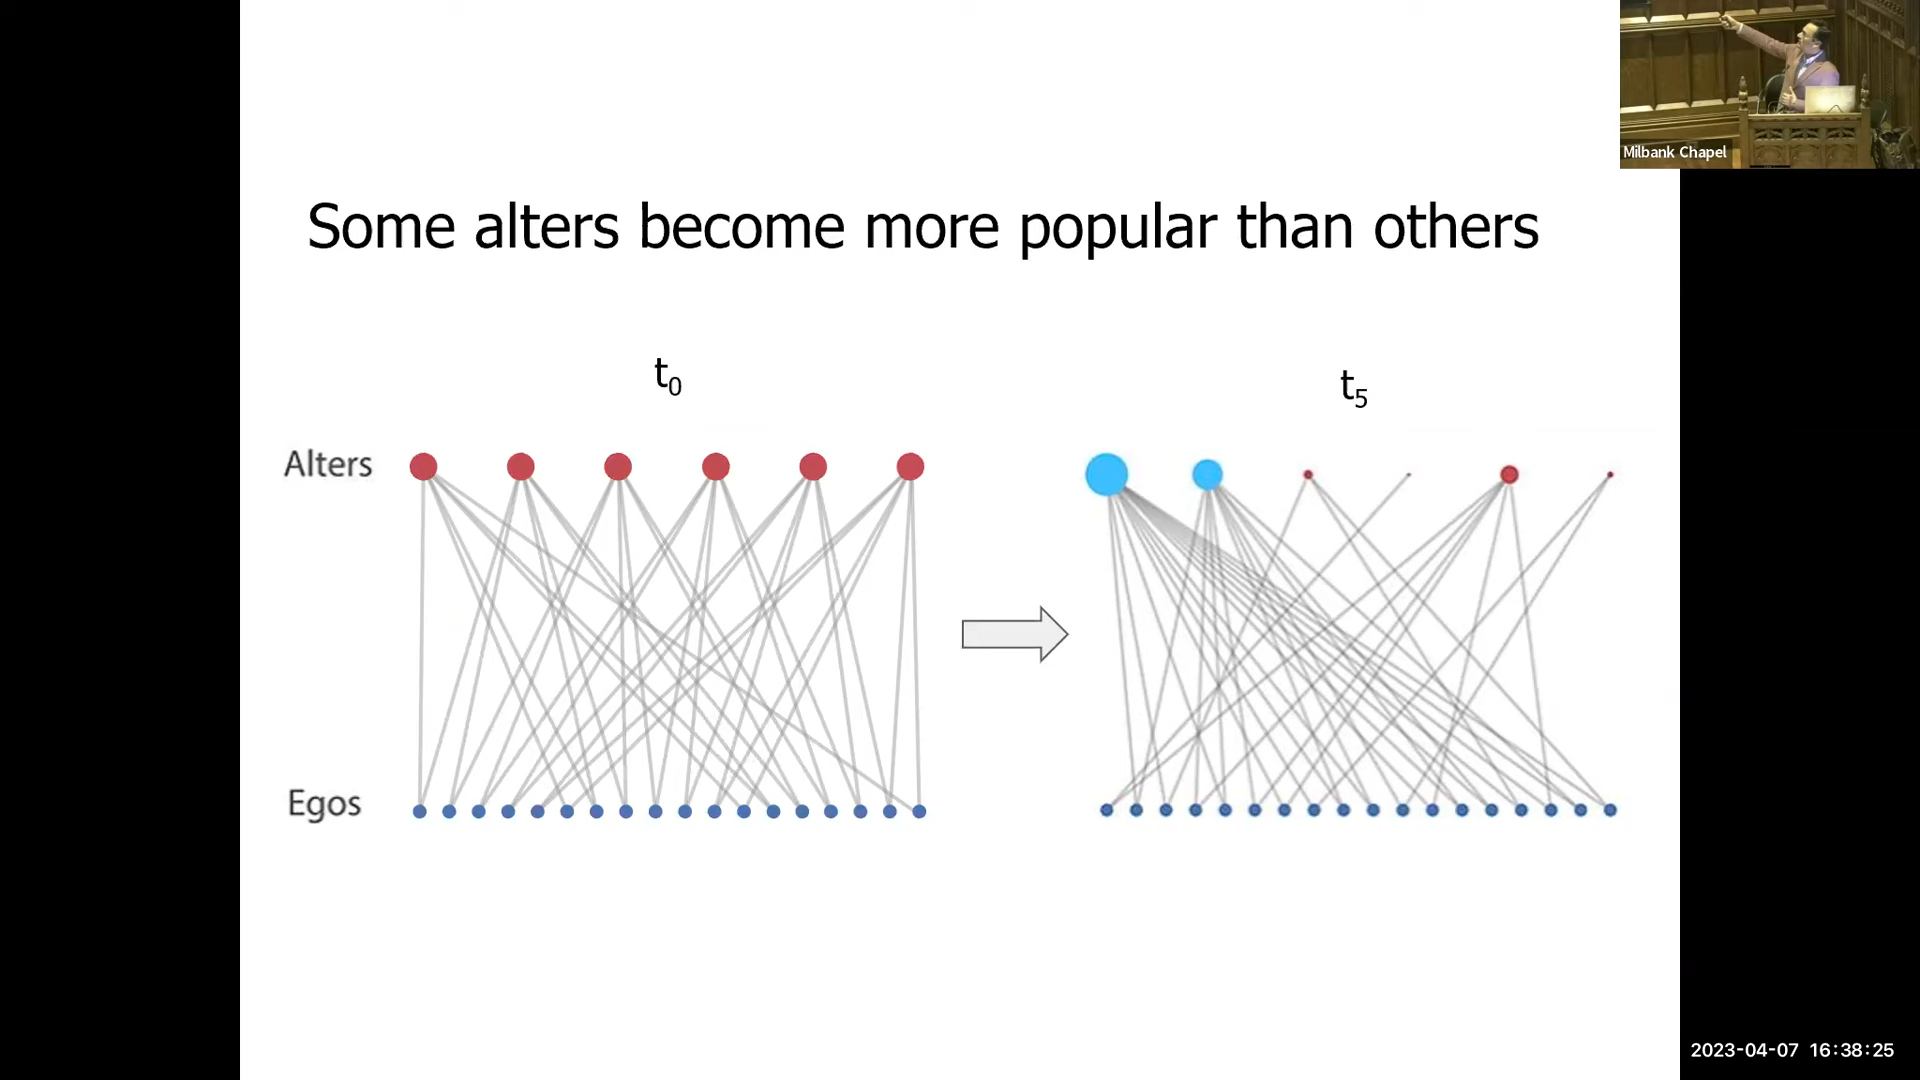 Milbank Chapel
Some alters become more popular than others
t0
t5
Alters
Egos
2023-04-07 16:38:25